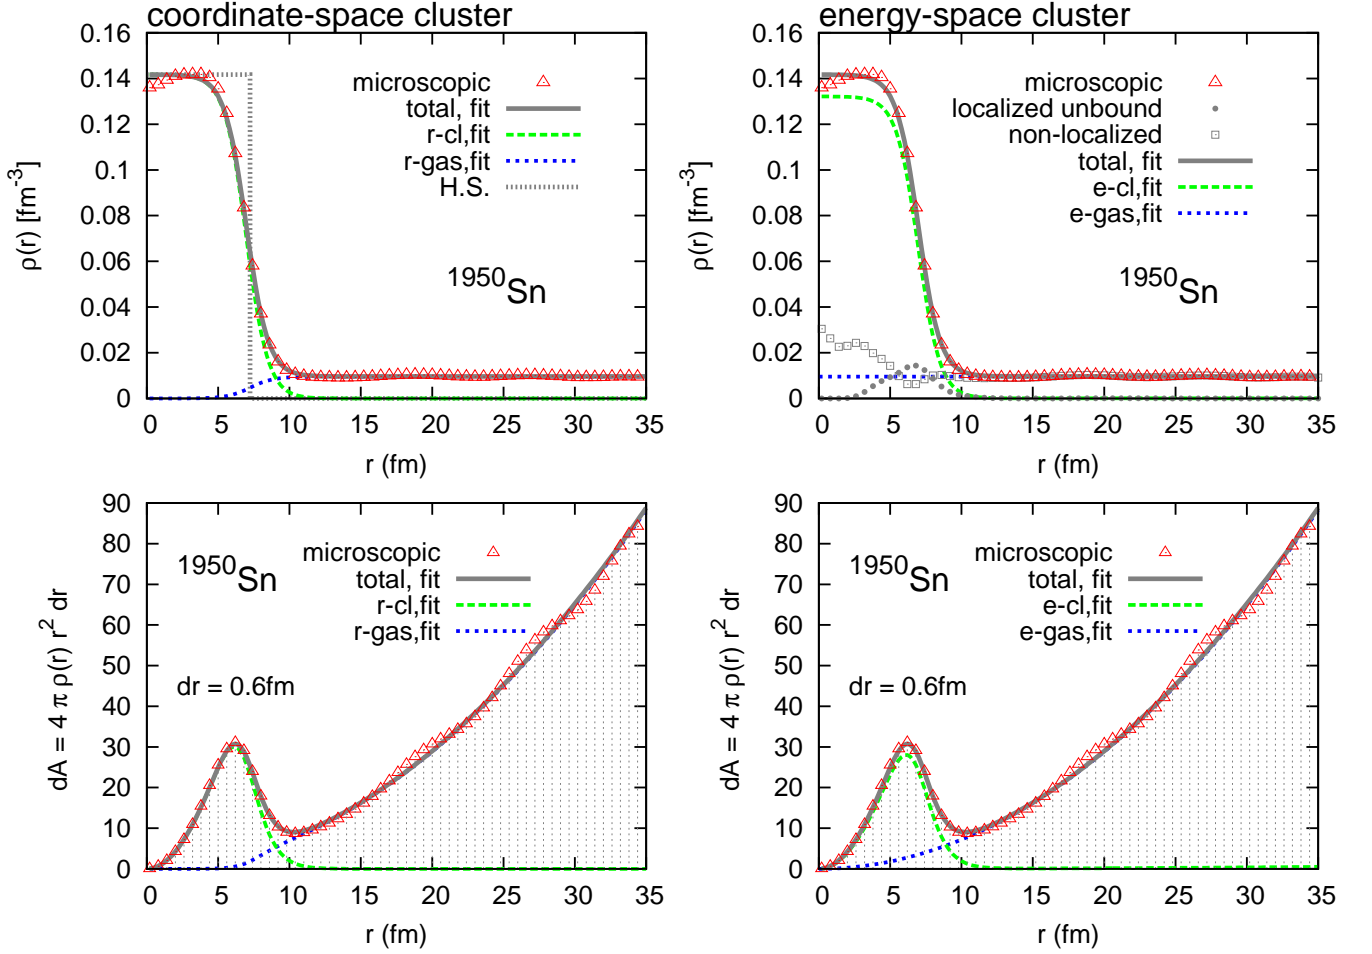 coordinate-space cluster
0.16
0.14
0.12
0.1
0.08
0.06
0.04
0.02
0
ρ(r) [fm-3]
microscopic
total, fit
r-cl,fit
r-gas,fit
H.S.
1950Sn
0 5 10 15 20 25 30 35
r (fm)
energy-space cluster
0.16
0.14
0.12
0.1
0.08
0.06
0.04
0.02
0
ρ(r) [fm-3]
microscopic
localized unbound
non-localized
total, fit
e-cl,fit
e-gas,fit
1950Sn
0 5 10 15 20 25 30 35
r (fm)
90
80
70
60
50
40
30
20
10
0
dA = 4 π ρ(r) r2 dr
1950Sn
microscopic
total, fit
r-cl,fit
r-gas,fit
dr = 0.6fm
0 5 10 15 20 25 30 35
r (fm)
90
80
70
60
50
40
30
20
10
0
dA = 4 π ρ(r) r2 dr
1950Sn
microscopic
total, fit
e-cl,fit
e-gas,fit
dr = 0.6fm
0 5 10 15 20 25 30 35
r (fm)